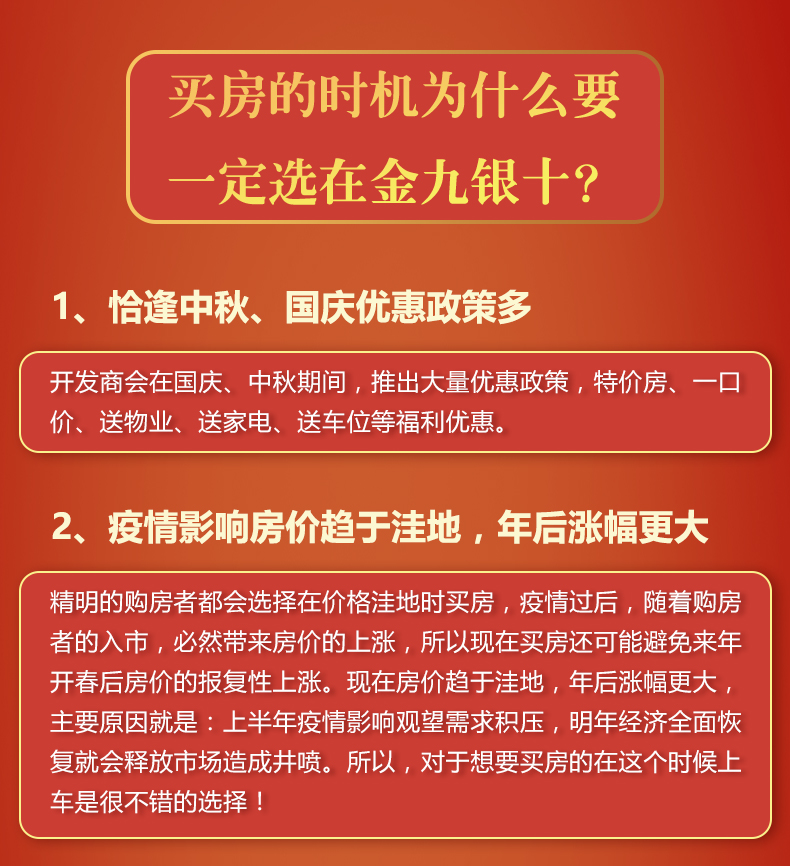 买房的时机为什么要
一定选在金九银十？
1、恰逢中秋、国庆优惠政策多
开发商会在国庆、中秋期间，推出大量优惠政策，特价房、一口
价、送物业、送家电、送车位等福利优惠。
2、疫情影响房价趋于洼地，年后涨幅更大
精明的购房者都会选择在价格洼地时买房，疫情过后，随着购房
者的入市，必然带来房价的上涨，所以现在买房还可能避免来年
开春后房价的报复性上涨。现在房价趋于洼地，年后涨幅更大，
主要原因就是：上半年疫情影响观望需求积压，明年经济全面恢
复就会释放市场造成井喷。所以，对于想要买房的在这个时候上
车是很不错的选择！